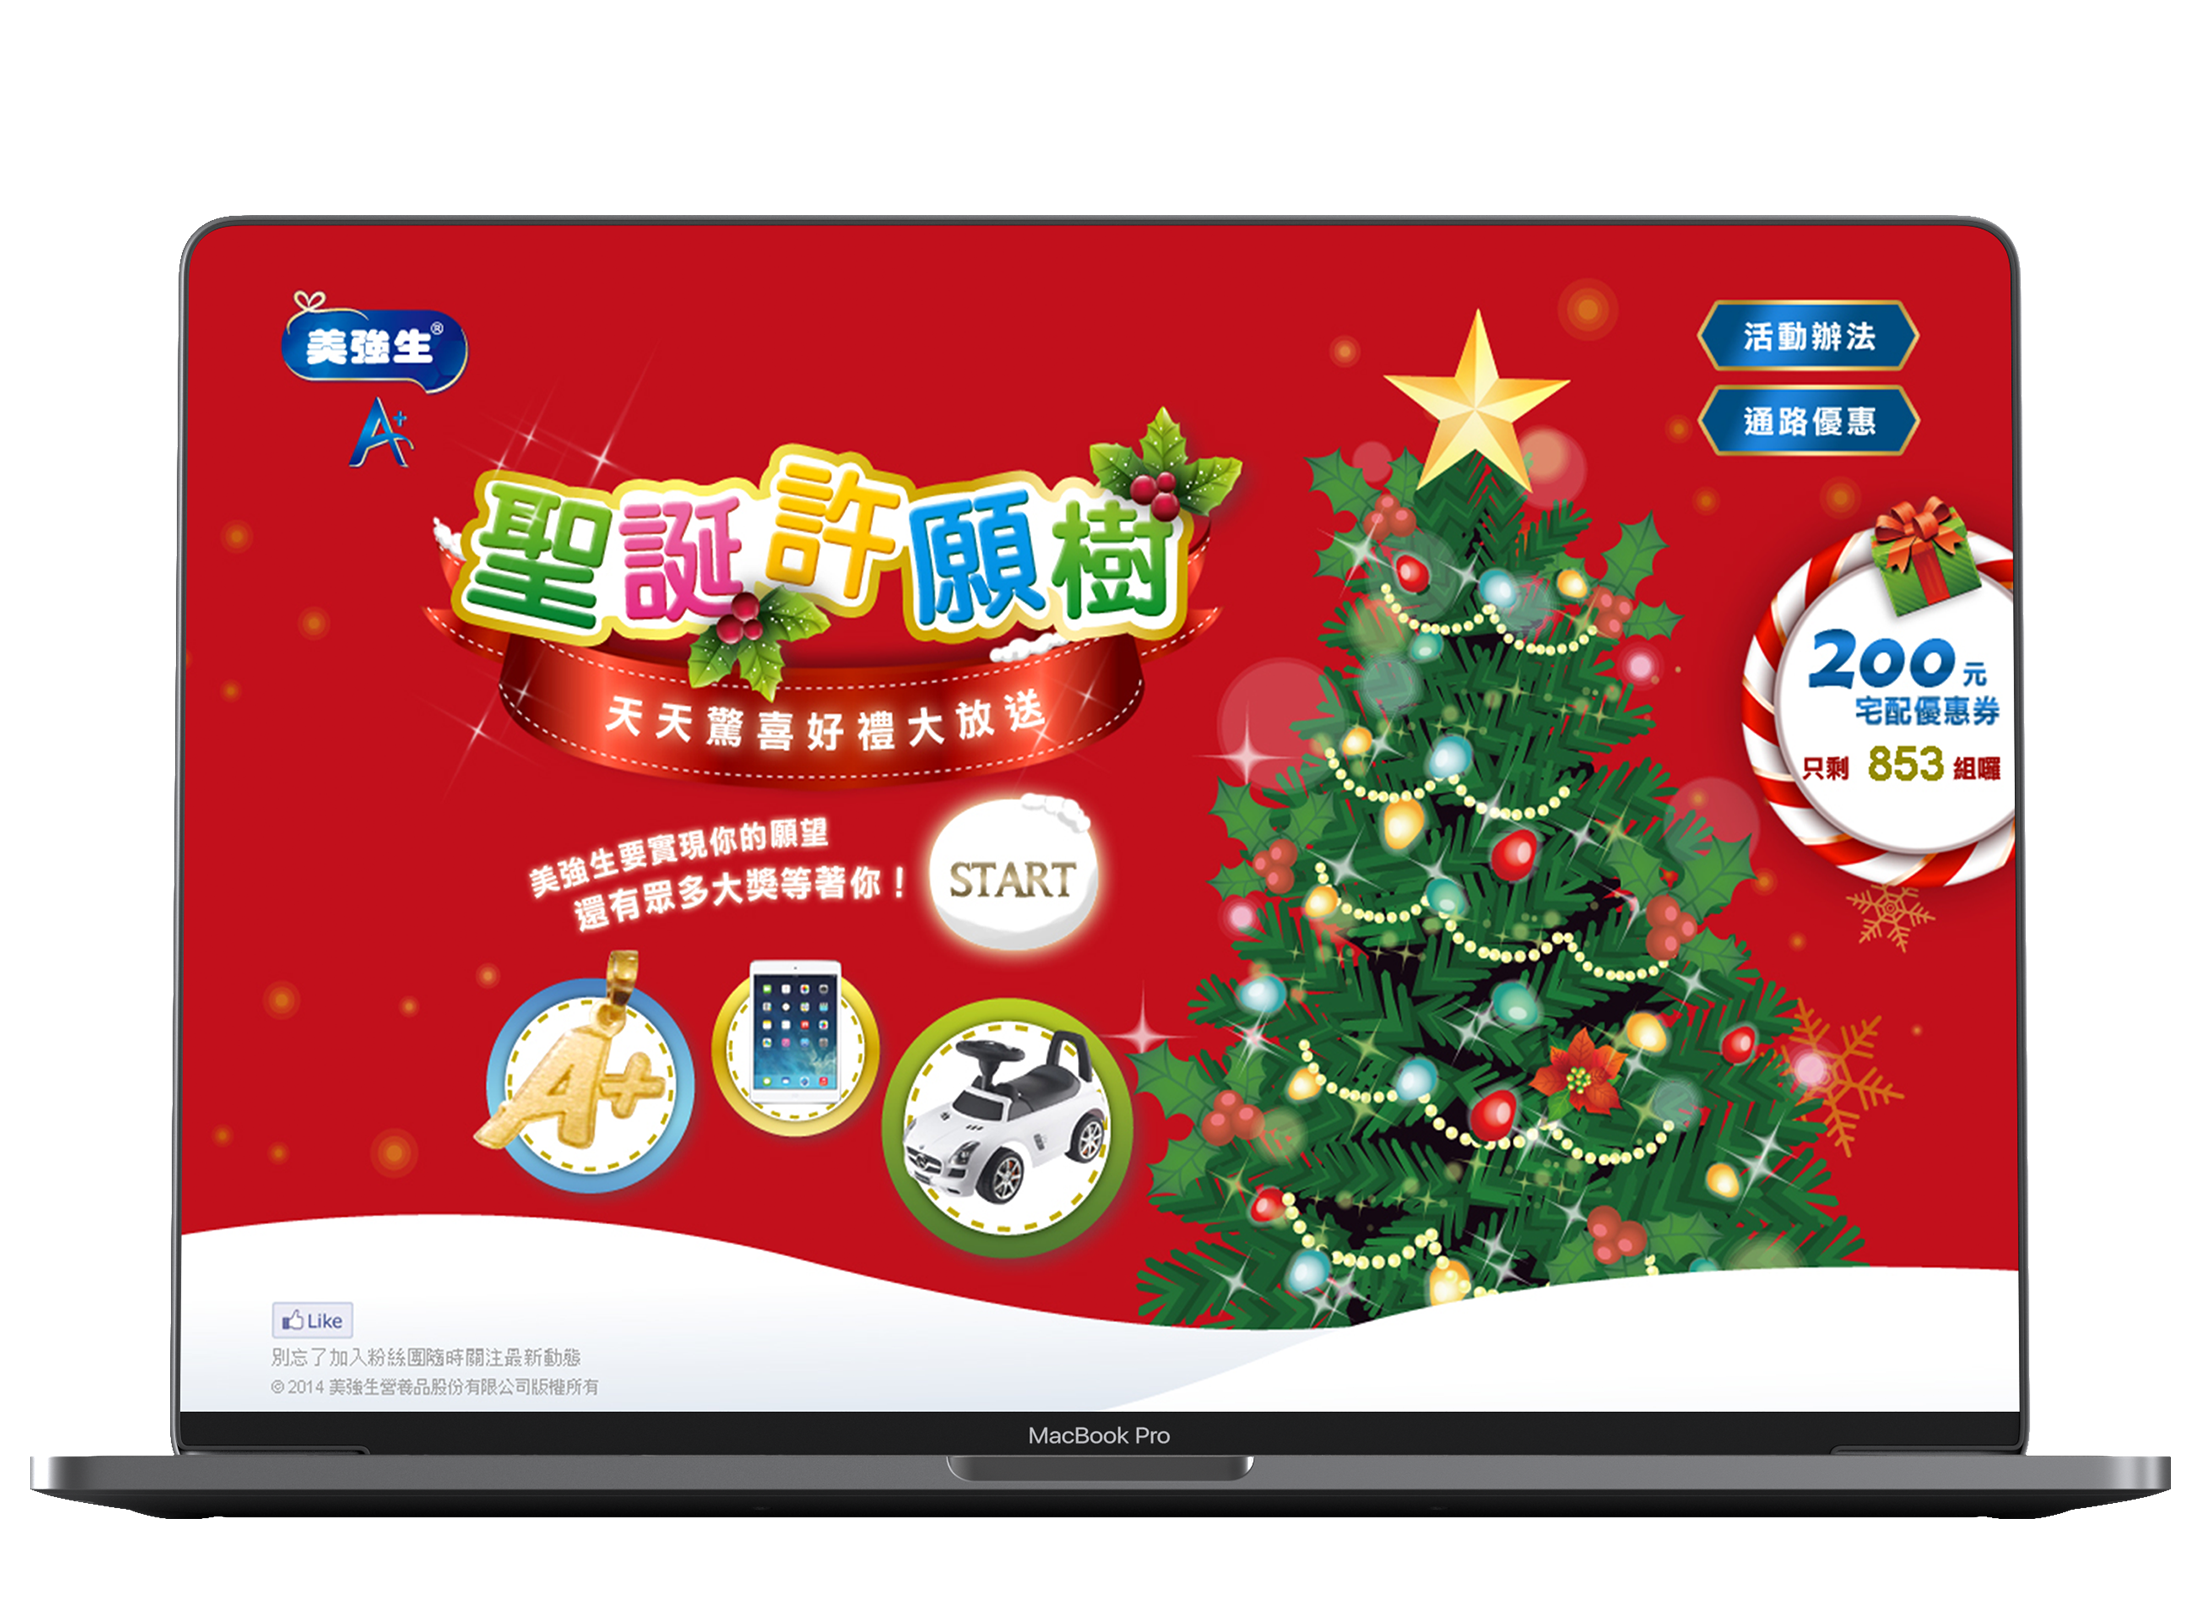 美強生®
A+
活動辦法
通路優惠
聖誕許願樹
天天驚喜好禮大放送
200元
宅配優惠券
只剩 853 組囉
美強生要實現你的願望
還有眾多大獎等著你！
START
A+
Like
別忘了加入粉絲團隨時關注最新動態
© 2014 美強生營養品股份有限公司版權所有
MacBook Pro